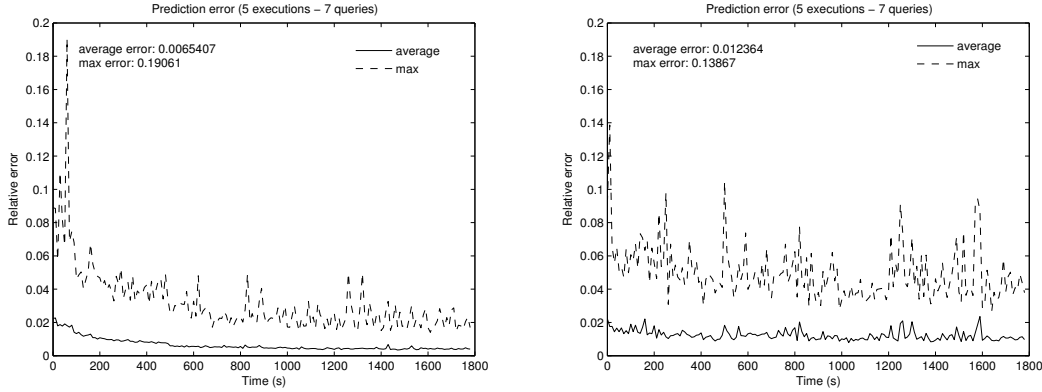 Prediction error (5 executions − 7 queries)
0.2
0.18
0.16
0.14
0.12
0.1
0.08
0.06
0.04
0.02
0
Relative error
average error: 0.0065407
max error: 0.19061
average
max
0 200 400 600 800 1000 1200 1400 1600 1800
Time (s)
Prediction error (5 executions − 7 queries)
0.2
0.18
0.16
0.14
0.12
0.1
0.08
0.06
0.04
0.02
0
Relative error
average error: 0.012364
max error: 0.13867
average
max
0 200 400 600 800 1000 1200 1400 1600 1800
Time (s)